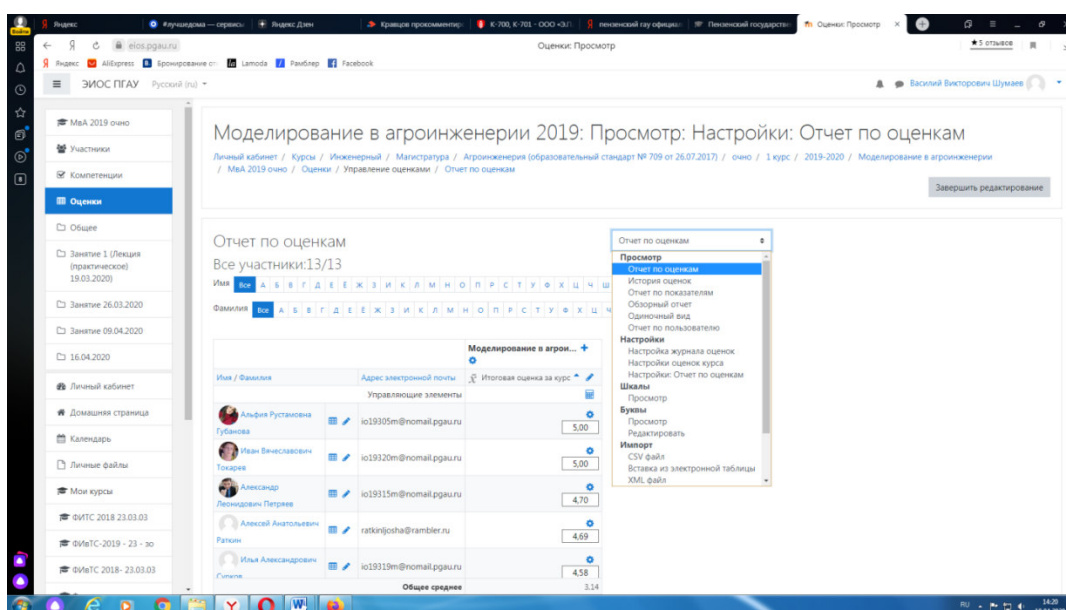 Войти
Яндекс
#лучшедома — сервисы
Яндекс.Дзен
Кравцов прокомментир
К-700, К-701 - ООО «З.П
пензенский гау официал
Пензенский государстве
Оценки: Просмотр
eios.pgau.ru
Оценки: Просмотр
★5 отзывов
Яндекс
AliExpress
Бронирование от
Lamoda
Рамблер
Facebook
ЭИОС ПГАУ
Русский (ru)
Василий Викторович Шумаев
МвА 2019 очно
Участники
Компетенции
Оценки
Общее
Занятие 1 (Лекция
(практическое)
19.03.2020)
Занятие 26.03.2020
Занятие 09.04.2020
16.04.2020
Личный кабинет
Домашняя страница
Календарь
Личные файлы
Мои курсы
ФИТС 2018 23.03.03
ФИвТС-2019 - 23 - зо
ФИвТС 2018- 23.03.03
Моделирование в агроинженерии 2019: Просмотр: Настройки: Отчет по оценкам
Личный кабинет / Курсы / Инженерный / Магистратура / Агроинженерия (образовательный стандарт № 709 от 26.07.2017) / очно / 1 курс / 2019-2020 / Моделирование в агроинженерии
/ МвА 2019 очно / Оценки / Управление оценками / Отчет по оценкам
Завершить редактирование
Отчет по оценкам
Все участники:13/13
Имя Все А Б В Г Д Е Ё Ж З И К Л М Н О П Р С Т У Ф Х Ц Ч Ш
Фамилия Все А Б В Г Д Е Ё Ж З И К Л М Н О П Р С Т У Ф Х Ц Ч
Моделирование в агрои...
Имя / Фамилия
Адрес электронной почты
Итоговая оценка за курс
Управляющие элементы
Альфия Рустамовна
Губанова
io19305m@nomail.pgau.ru
5,00
Иван Вячеславович
Токарев
io19320m@nomail.pgau.ru
5,00
Александр
Леонидович Петряев
io19315m@nomail.pgau.ru
4,70
Алексей Анатольевич
Раткин
ratkinljosha@rambler.ru
4,69
Илья Александрович
io19319m@nomail.pgau.ru
4,58
Общее среднее
3,14
Отчет по оценкам
Просмотр
Отчет по оценкам
История оценок
Отчет по показателям
Обзорный отчет
Одиночный вид
Отчет по пользователю
Настройки
Настройка журнала оценок
Настройки оценок курса
Настройки: Отчет по оценкам
Шкалы
Просмотр
Буквы
Просмотр
Редактировать
Импорт
CSV файл
Вставка из электронной таблицы
XML файл
RU
14:20